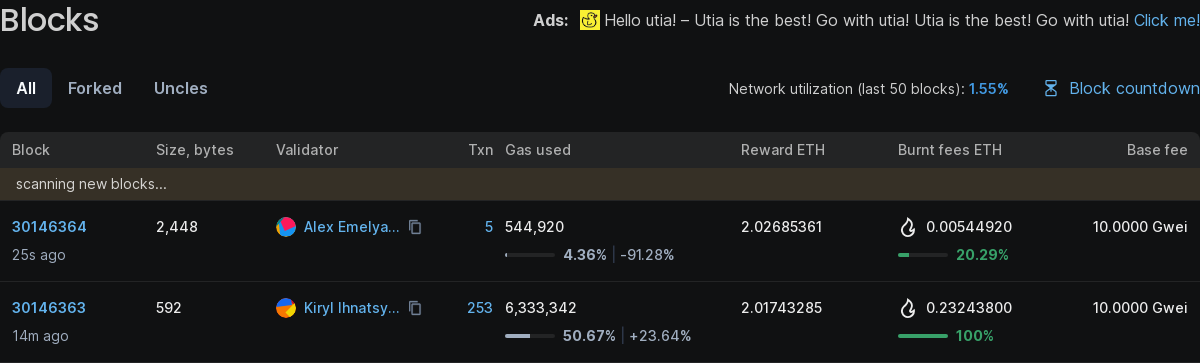 Blocks
Ads: Hello utia! – Utia is the best! Go with utia! Utia is the best! Go with utia! Click me!
All Forked Uncles Network utilization (last 50 blocks): 1.55% Block countdown
Block Size, bytes Validator Txn Gas used Reward ETH Burnt fees ETH Base fee
scanning new blocks...
30146364 2,448 Alex Emelya... 5 544,920 2.02685361 0.00544920 10.0000 Gwei
25s ago 4.36% -91.28% 20.29%
30146363 592 Kiryl Ihnatsy... 253 6,333,342 2.01743285 0.23243800 10.0000 Gwei
14m ago 50.67% +23.64% 100%